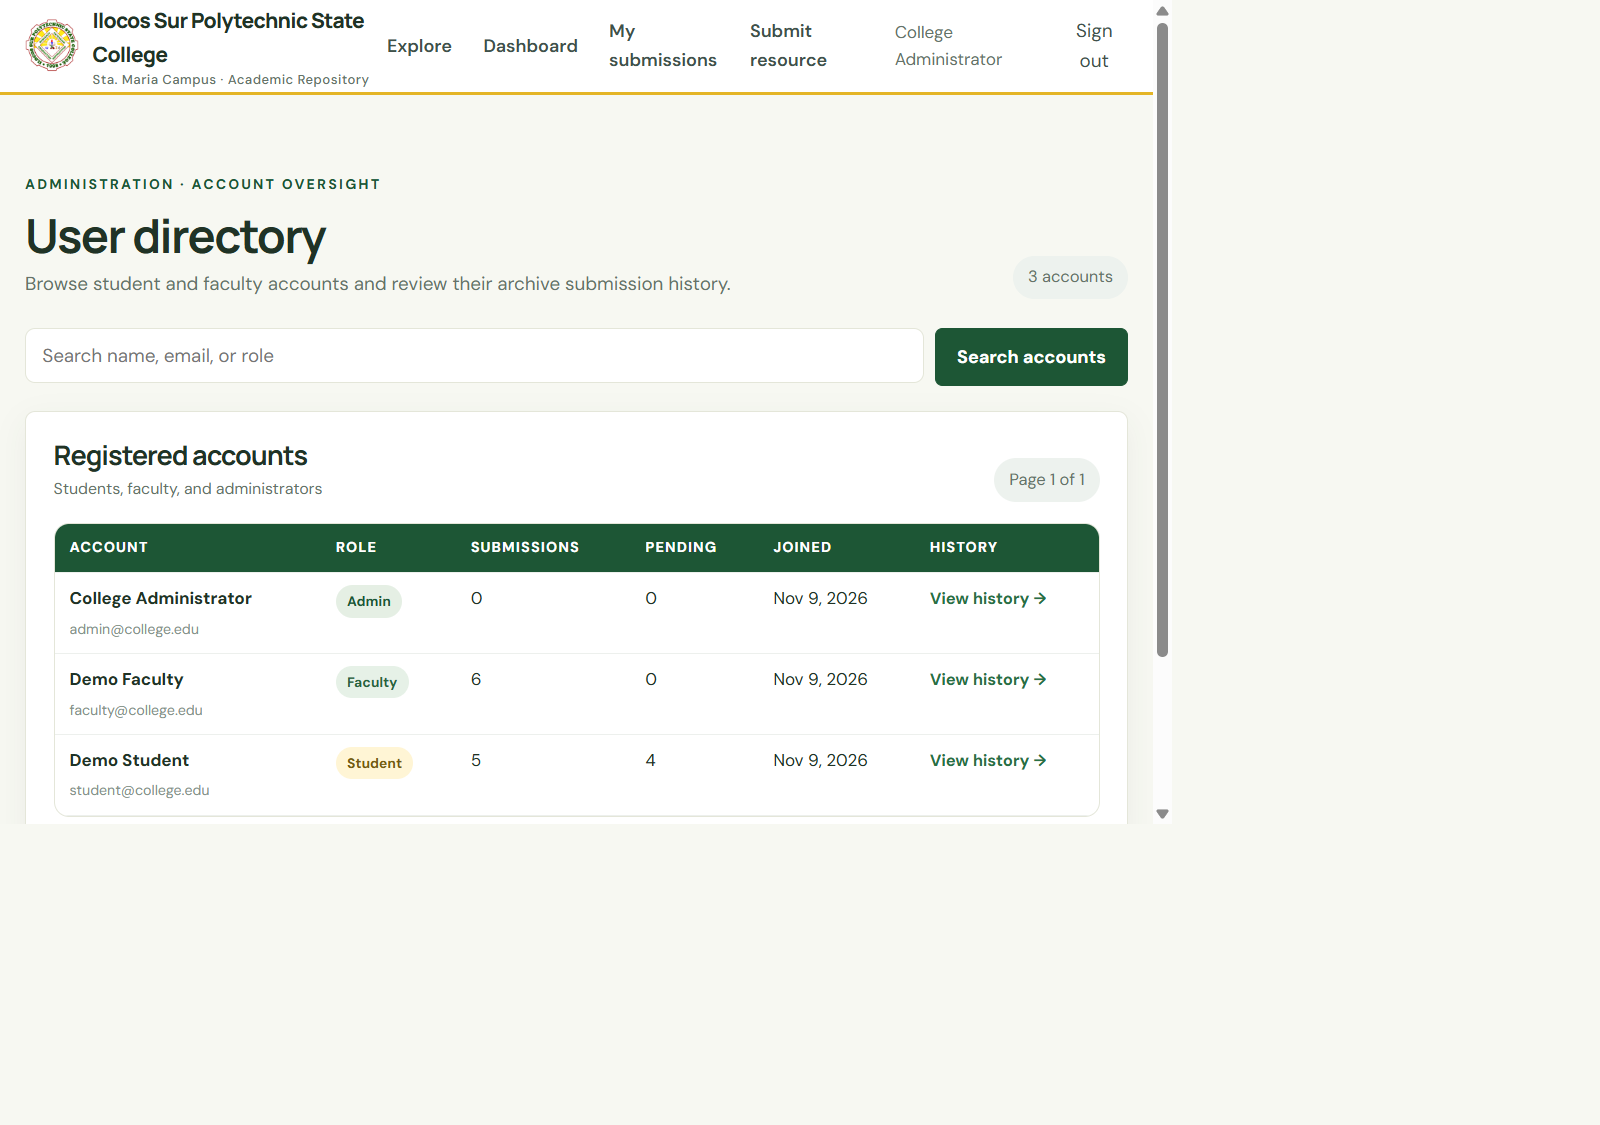 Ilocos Sur Polytechnic State
College
Sta. Maria Campus · Academic Repository
Explore
Dashboard
My
submissions
Submit
resource
College
Administrator
Sign
out
ADMINISTRATION · ACCOUNT OVERSIGHT
User directory
Browse student and faculty accounts and review their archive submission history.
3 accounts
Search name, email, or role
Search accounts
Registered accounts
Students, faculty, and administrators
Page 1 of 1
ACCOUNT ROLE SUBMISSIONS PENDING JOINED HISTORY
College Administrator Admin 0 0 Nov 9, 2026 View history →
admin@college.edu
Demo Faculty Faculty 6 0 Nov 9, 2026 View history →
faculty@college.edu
Demo Student Student 5 4 Nov 9, 2026 View history →
student@college.edu